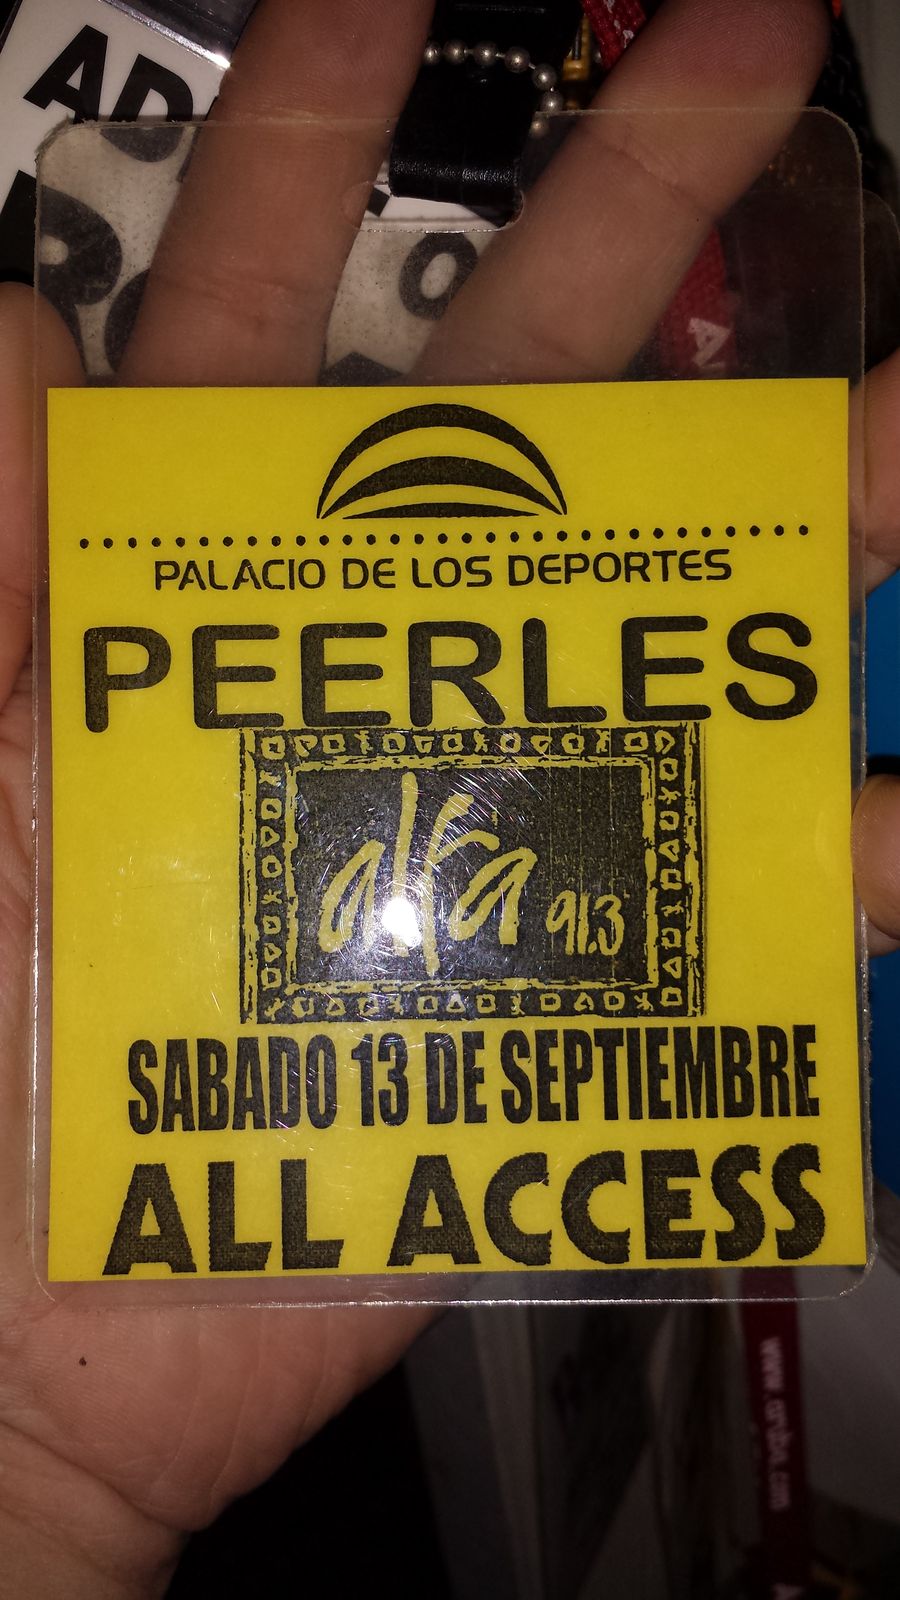 PALACIO DE LOS DEPORTES
PEERLES
alfa 91.3
SABADO 13 DE SEPTIEMBRE
ALL ACCESS